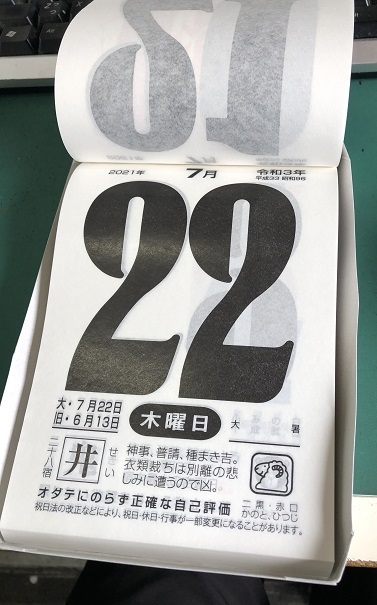 2021年 7月 令和3年
平成33 昭和96
22
大・7月22日
旧・6月13日
木曜日
大 暑
二十八宿
井
せい
神事、普請、種まき吉。
衣類裁ちは別離の悲
しみに遭うので凶。
オダテにのらず正確な自己評価
二黒・赤口
かのと、ひつじ
祝日法の改正などにより、祝日・休日・行事が一部変更になることがあります。